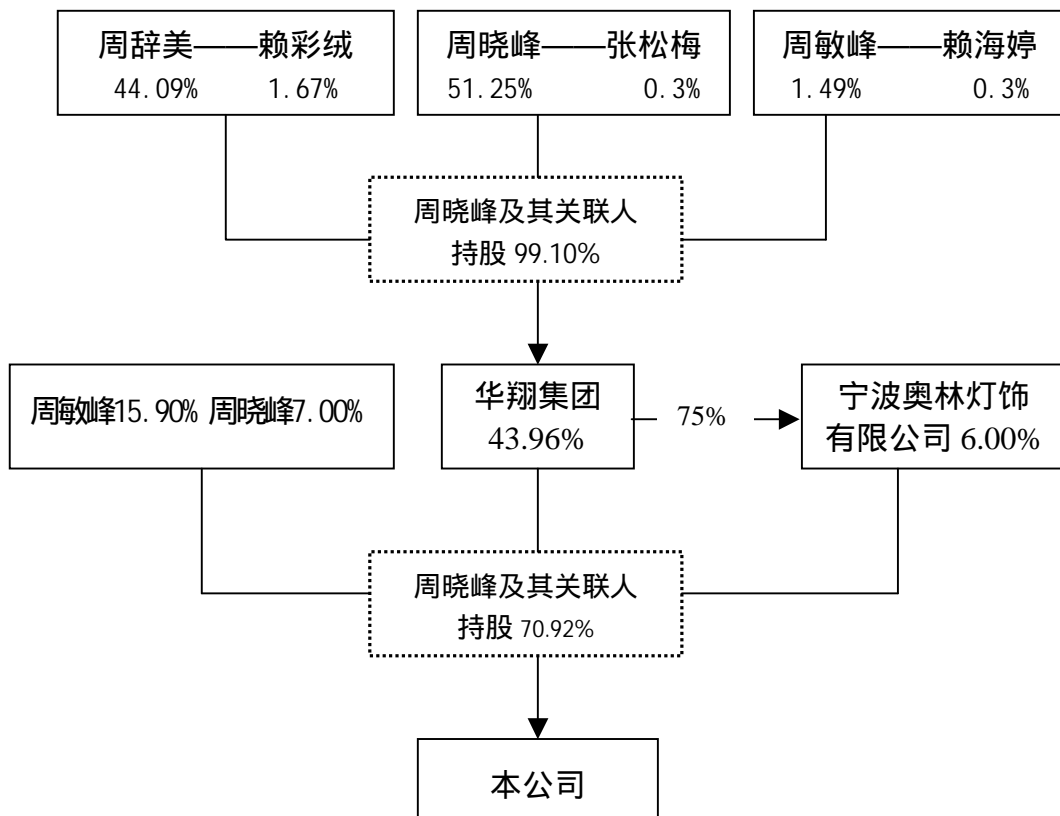 周辞美——赖彩绒
44.09% 1.67%
周晓峰——张松梅
51.25% 0.3%
周敏峰——赖海婷
1.49% 0.3%
周晓峰及其关联人
持股 99.10%
周敏峰15.90% 周晓峰7.00%
华翔集团
43.96%
75%
宁波奥林灯饰
有限公司 6.00%
周晓峰及其关联人
持股 70.92%
本公司